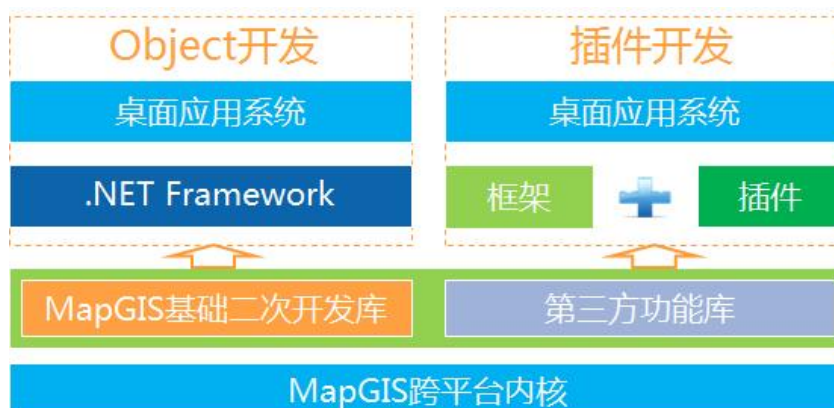 Object开发
插件开发
桌面应用系统
桌面应用系统
.NET Framework
框架
插件
MapGIS基础二次开发库
第三方功能库
MapGIS跨平台内核